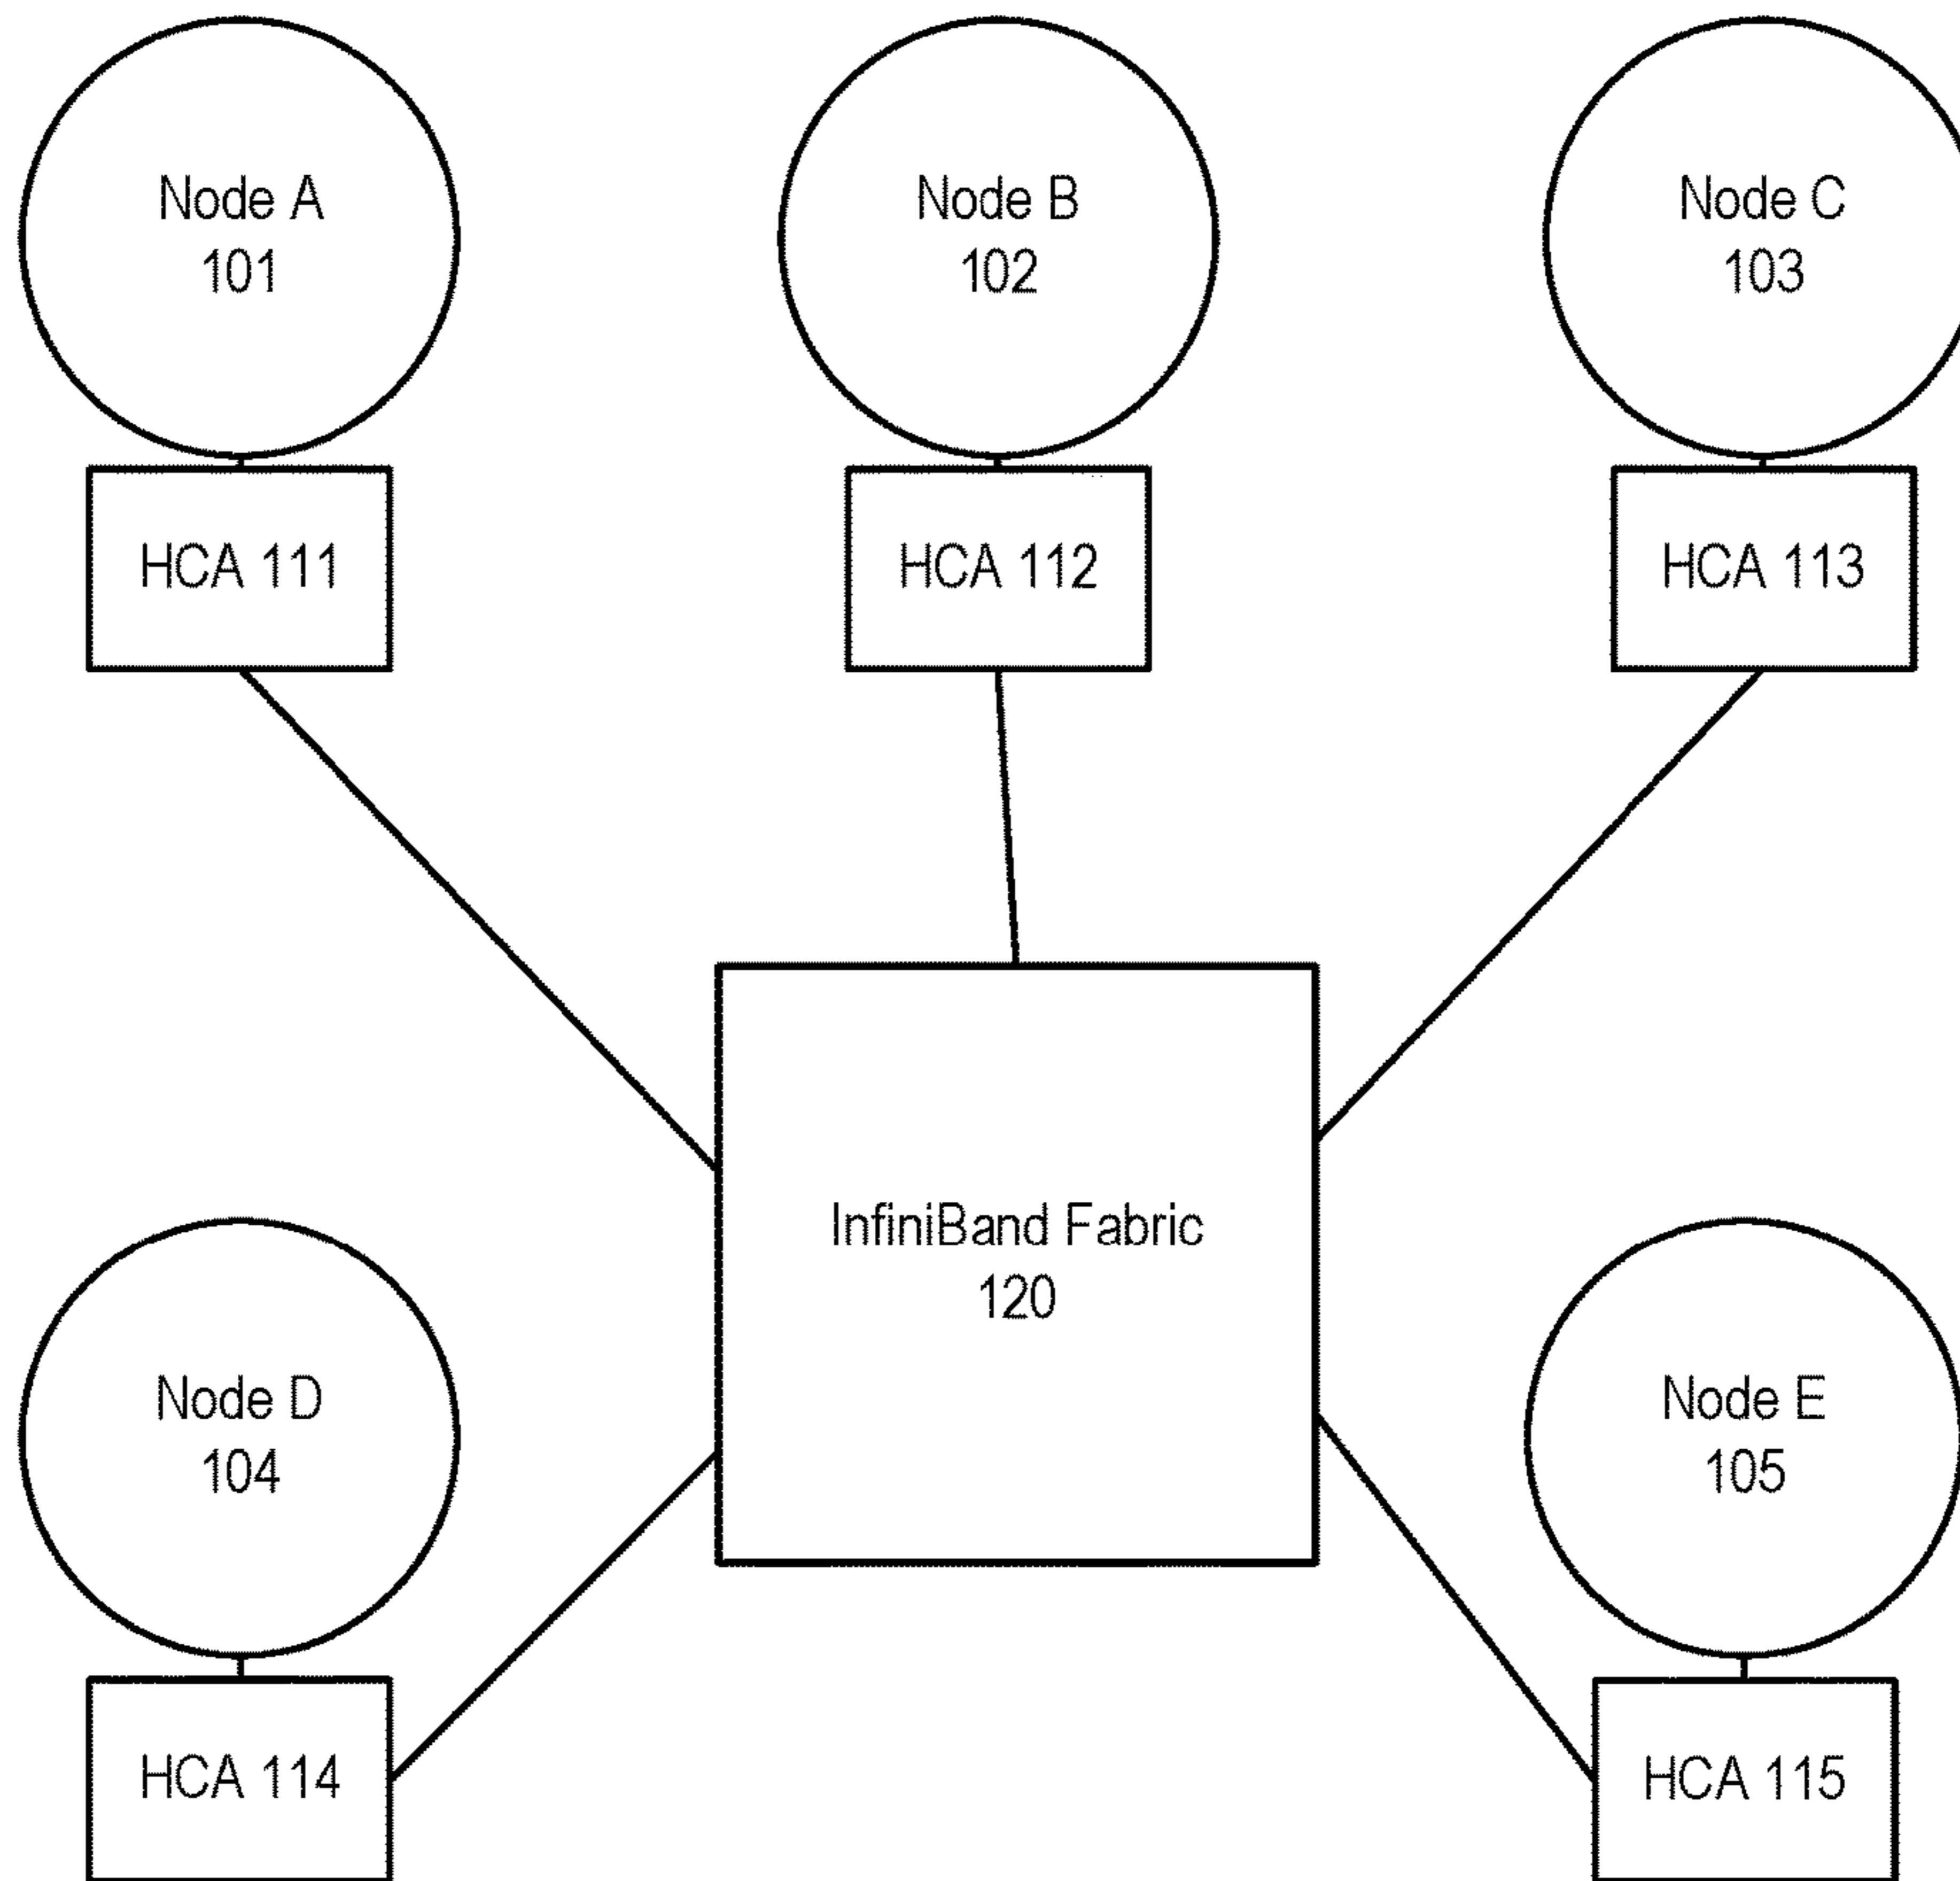 Node A
101
Node B
102
Node C
103
HCA 111
HCA 112
HCA 113
InfiniBand Fabric
120
Node D
104
Node E
105
HCA 114
HCA 115